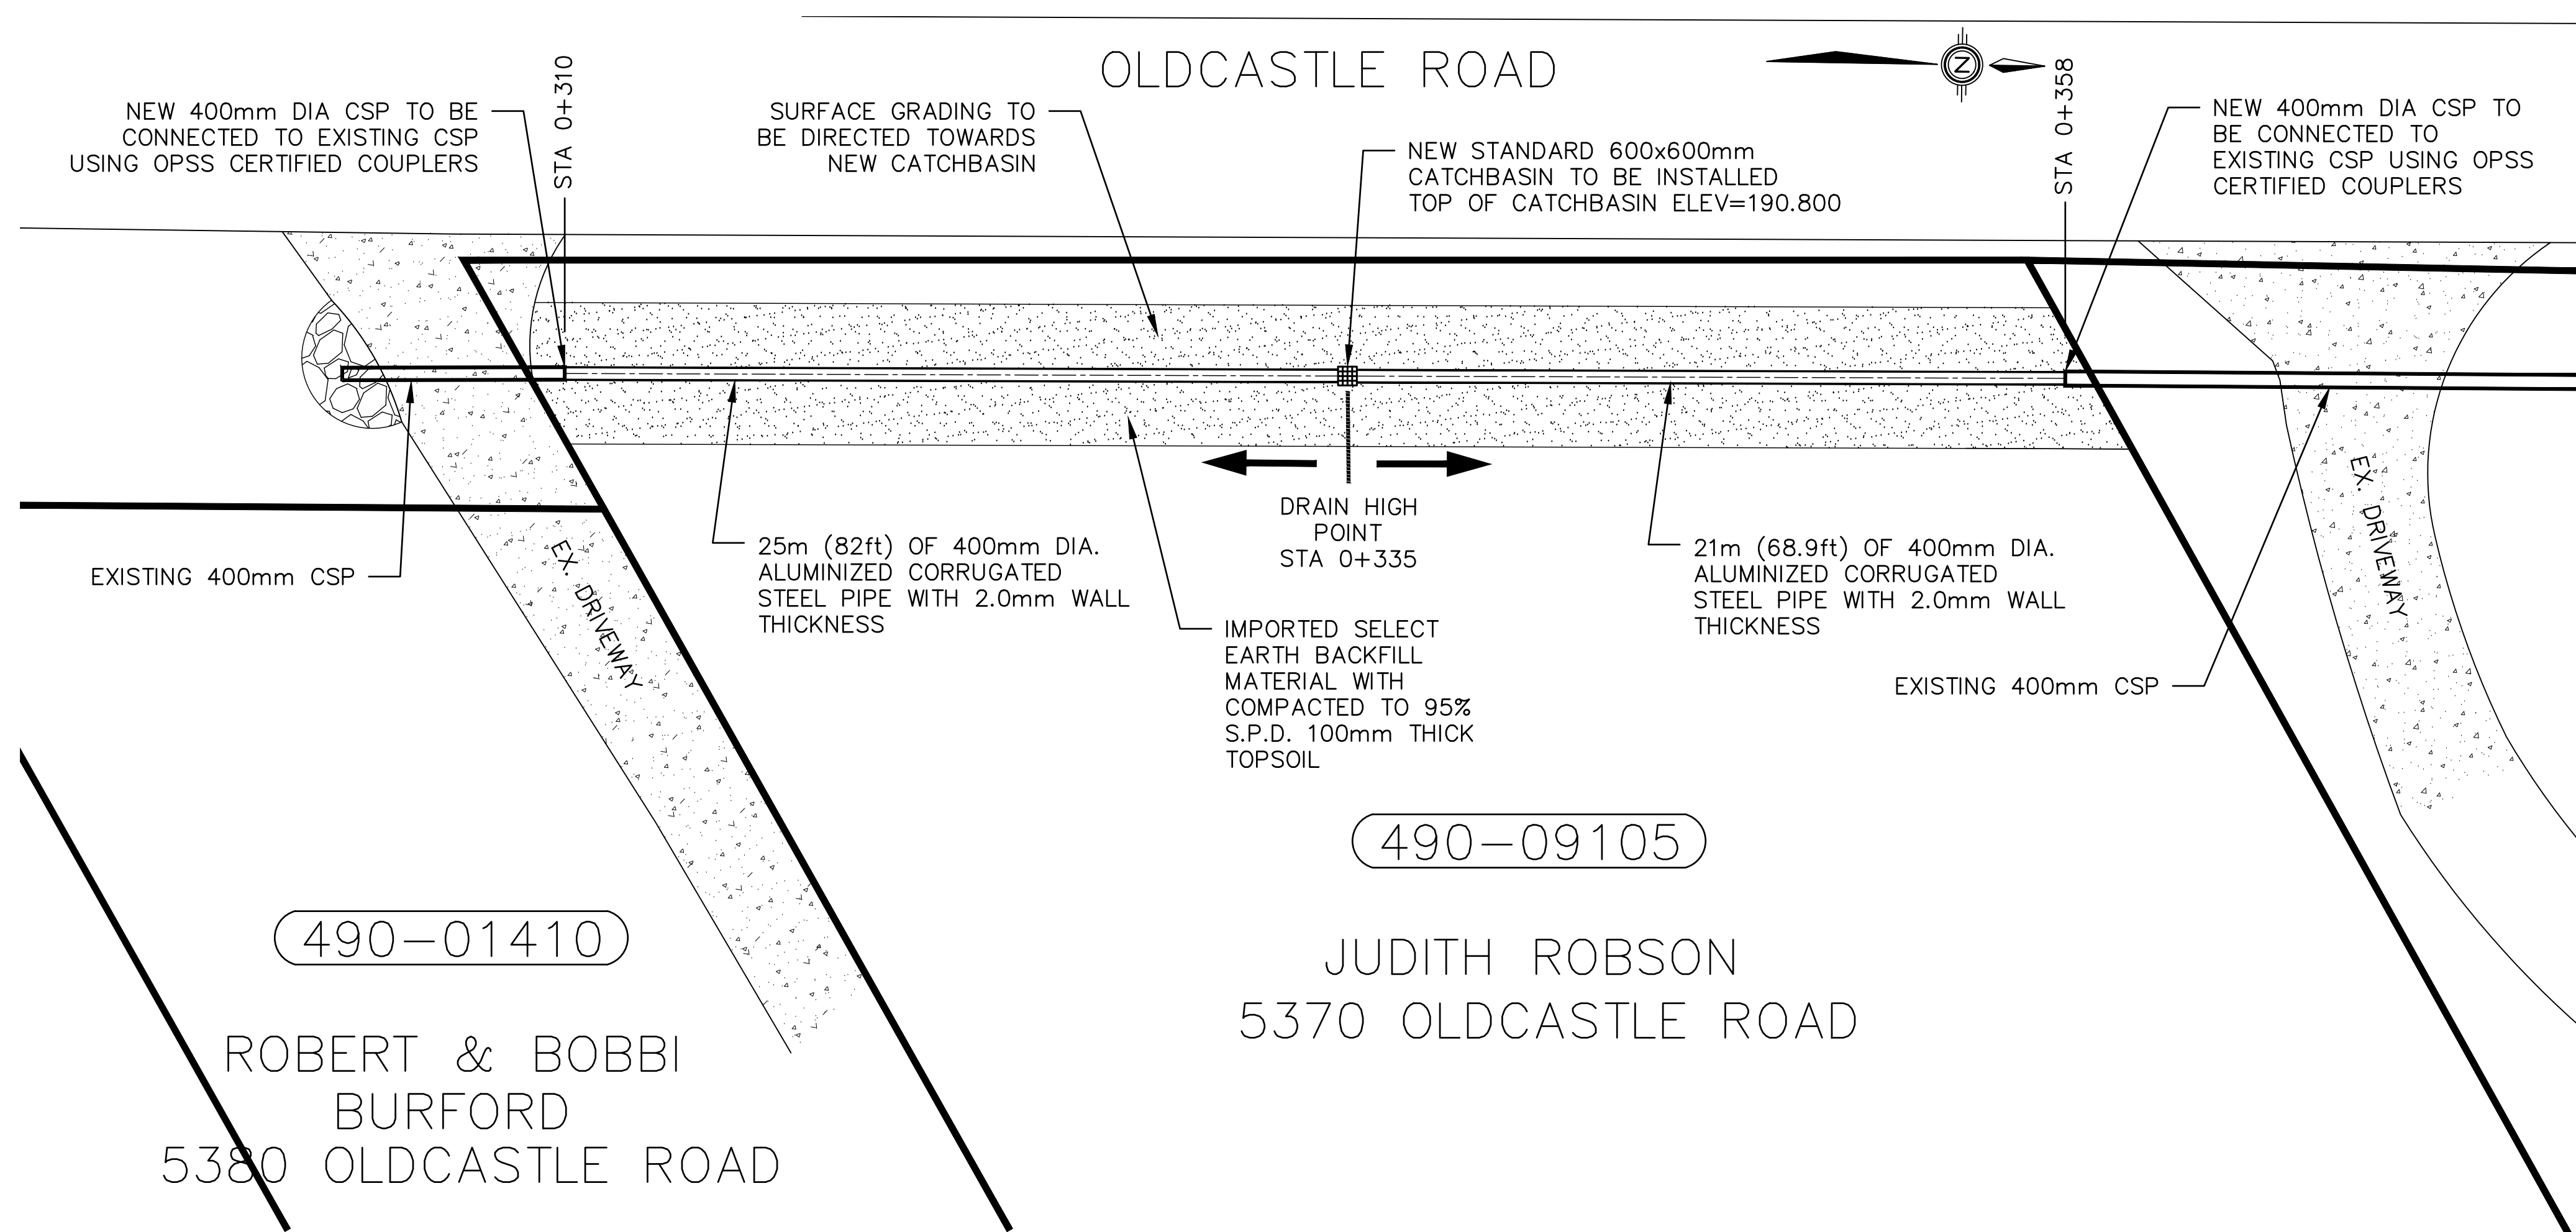 OLDCASTLE ROAD
Z
STA 0+310
STA 0+358
NEW 400mm DIA CSP TO BE
CONNECTED TO EXISTING CSP
USING OPSS CERTIFIED COUPLERS
SURFACE GRADING TO
BE DIRECTED TOWARDS
NEW CATCHBASIN
NEW STANDARD 600x600mm
CATCHBASIN TO BE INSTALLED
TOP OF CATCHBASIN ELEV=190.800
NEW 400mm DIA CSP TO
BE CONNECTED TO
EXISTING CSP USING OPSS
CERTIFIED COUPLERS
DRAIN HIGH
POINT
STA 0+335
EXISTING 400mm CSP
EX. DRIVEWAY
25m (82ft) OF 400mm DIA.
ALUMINIZED CORRUGATED
STEEL PIPE WITH 2.0mm WALL
THICKNESS
IMPORTED SELECT
EARTH BACKFILL
MATERIAL WITH
COMPACTED TO 95%
S.P.D. 100mm THICK
TOPSOIL
21m (68.9ft) OF 400mm DIA.
ALUMINIZED CORRUGATED
STEEL PIPE WITH 2.0mm WALL
THICKNESS
EXISTING 400mm CSP
EX. DRIVEWAY
490-09105
JUDITH ROBSON
5370 OLDCASTLE ROAD
490-01410
ROBERT & BOBBI
BURFORD
5380 OLDCASTLE ROAD